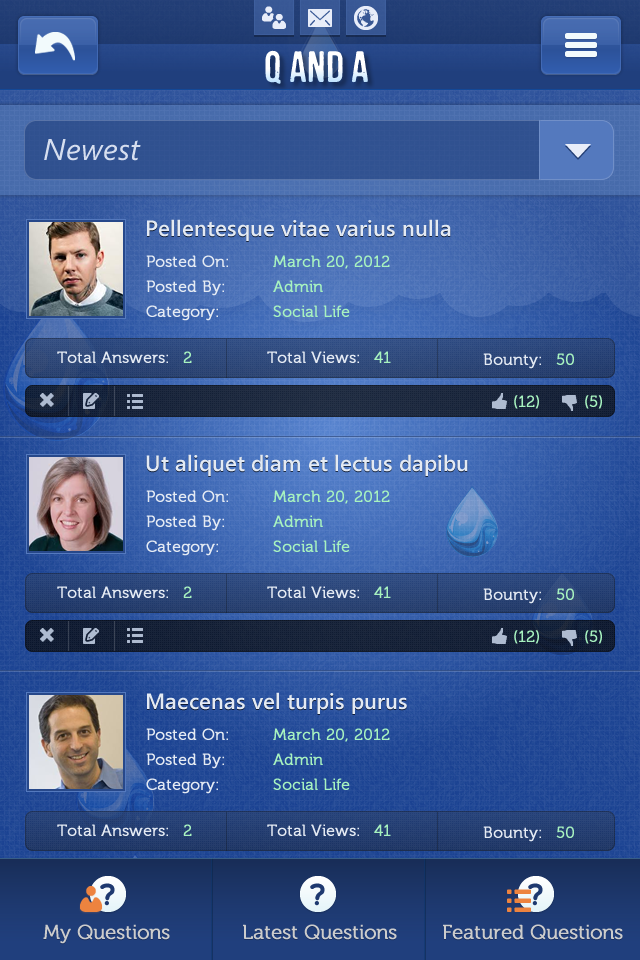 Q AND A
Newest
Pellentesque vitae varius nulla
Posted On: March 20, 2012
Posted By: Admin
Category: Social Life
Total Answers: 2 Total Views: 41 Bounty: 50
(12) (5)
Ut aliquet diam et lectus dapibu
Posted On: March 20, 2012
Posted By: Admin
Category: Social Life
Total Answers: 2 Total Views: 41 Bounty: 50
(12) (5)
Maecenas vel turpis purus
Posted On: March 20, 2012
Posted By: Admin
Category: Social Life
Total Answers: 2 Total Views: 41 Bounty: 50
? ? ?
My Questions Latest Questions Featured Questions